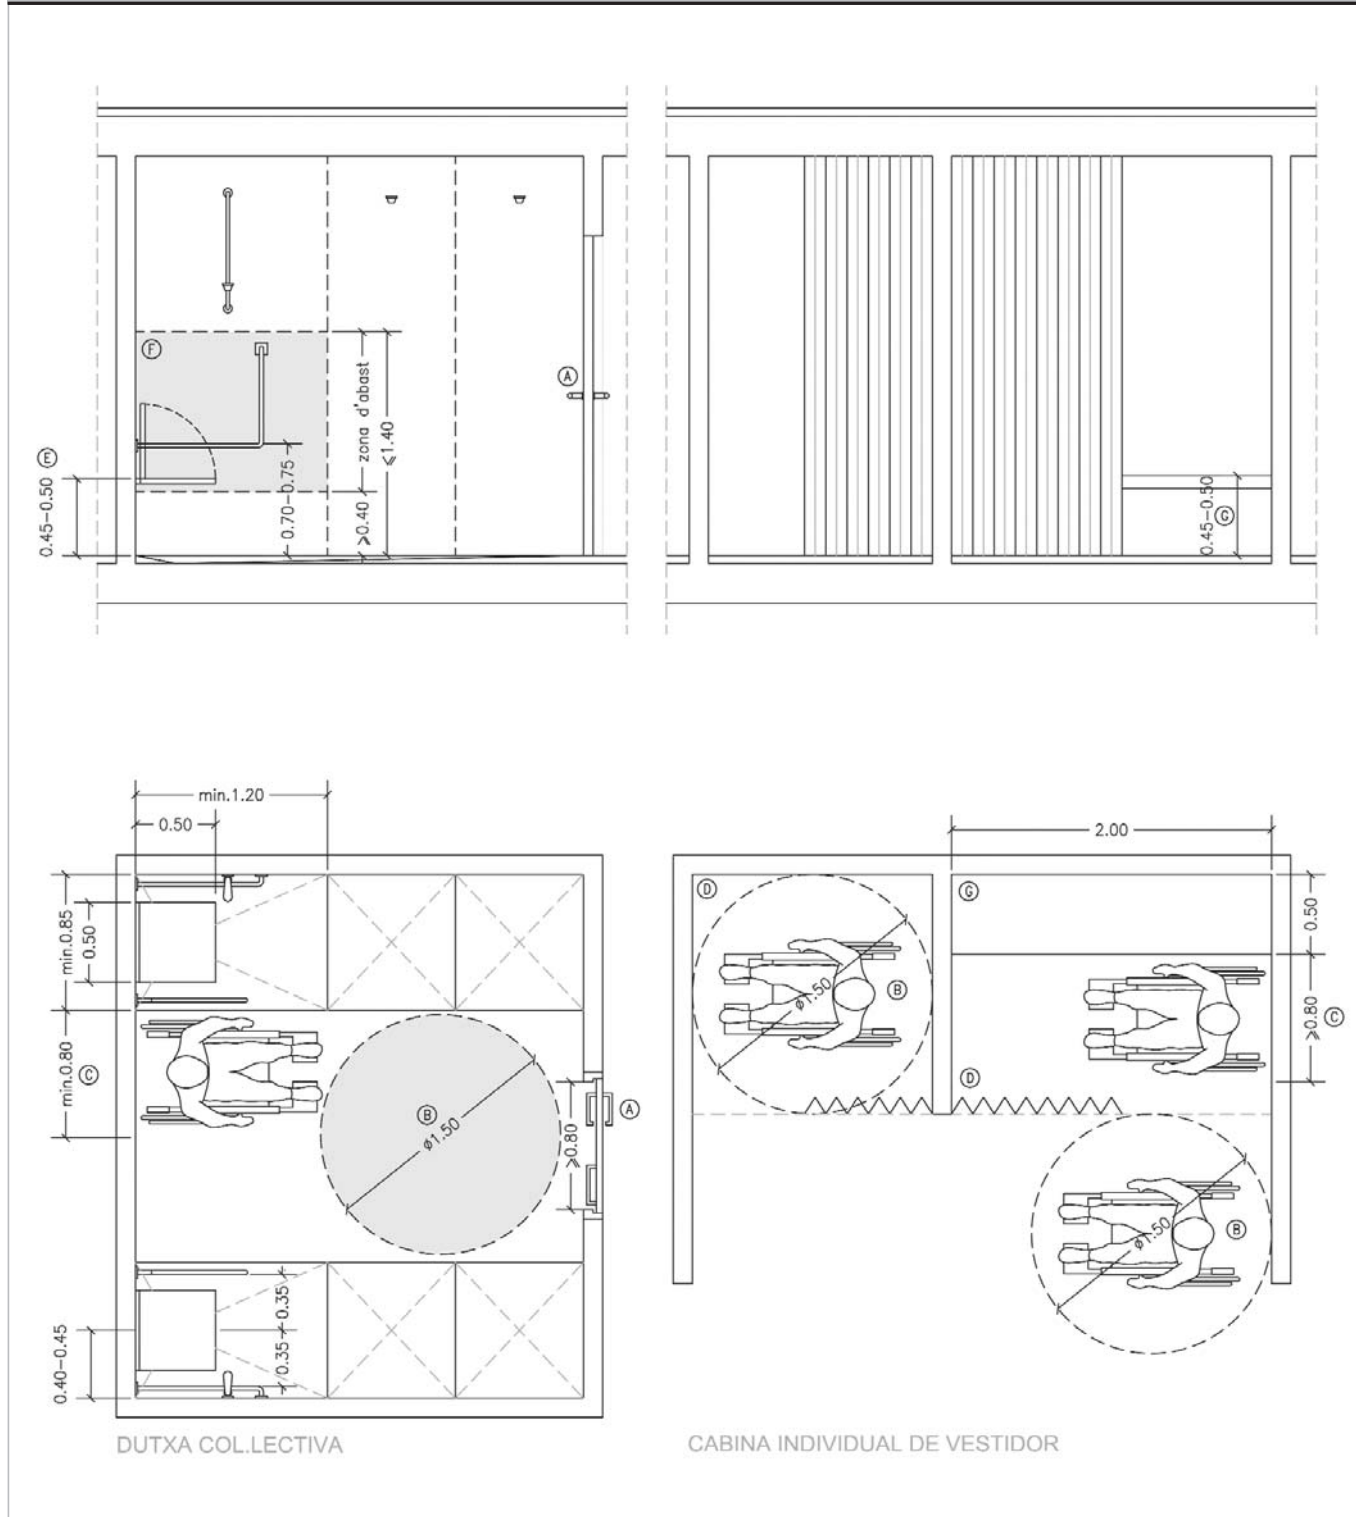 F
A
E
0.45-0.50
0.70-0.75
⩾0.40
zona d'abast
⩽1.40
0.45-0.50
G
min.1.20
0.50
min.0.85
0.50
min.0.80
C
B
ø1.50
⩾0.80
A
0.40-0.45
0.35
0.35
DUTXA COL.LECTIVA
2.00
D
G
0.50
B
ø1.50
⩾0.80
C
D
B
ø1.50
CABINA INDIVIDUAL DE VESTIDOR